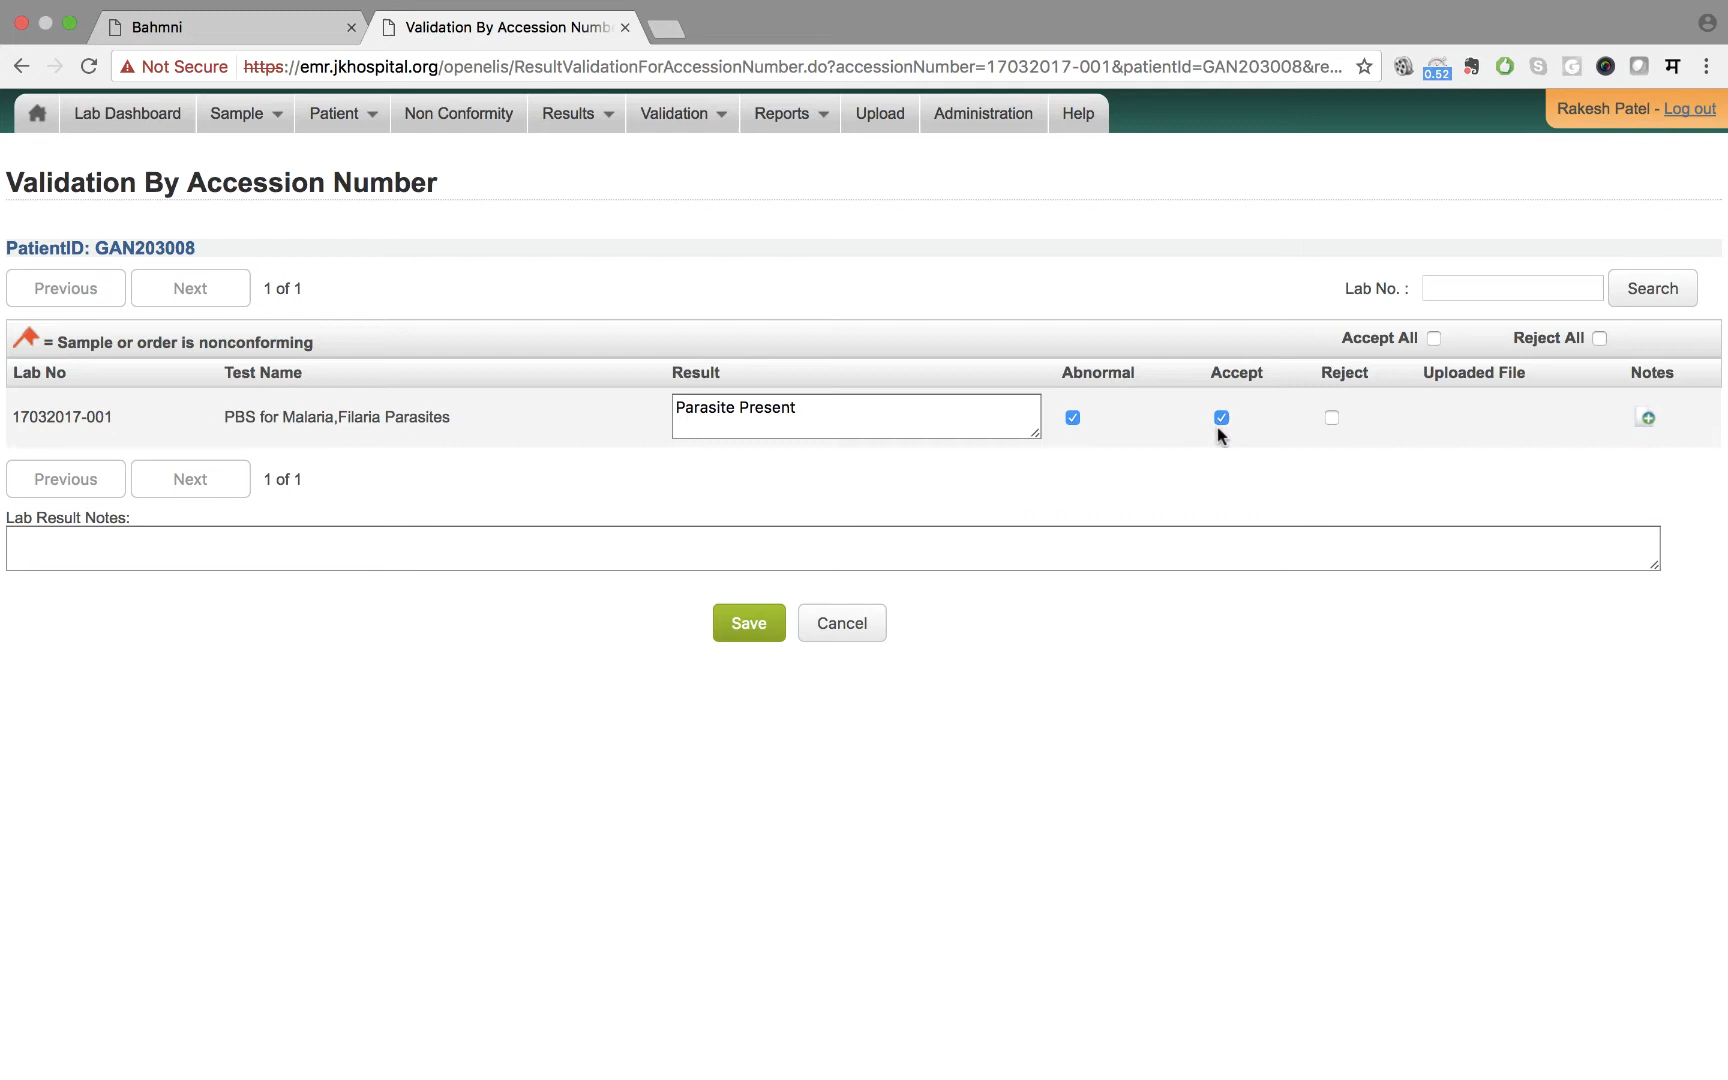 Bahmni
Validation By Accession Numb
Not Secure https://emr.jkhospital.org/openelis/ResultValidationForAccessionNumber.do?accessionNumber=17032017-001&patientId=GAN203008&re...
0.52
म
Lab Dashboard Sample Patient Non Conformity Results Validation Reports Upload Administration Help
Rakesh Patel - Log out
Validation By Accession Number
PatientID: GAN203008
Previous Next 1 of 1 Lab No. : Search
= Sample or order is nonconforming Accept All Reject All
Lab No Test Name Result Abnormal Accept Reject Uploaded File Notes
17032017-001 PBS for Malaria,Filaria Parasites Parasite Present
Previous Next 1 of 1
Lab Result Notes:
Save Cancel